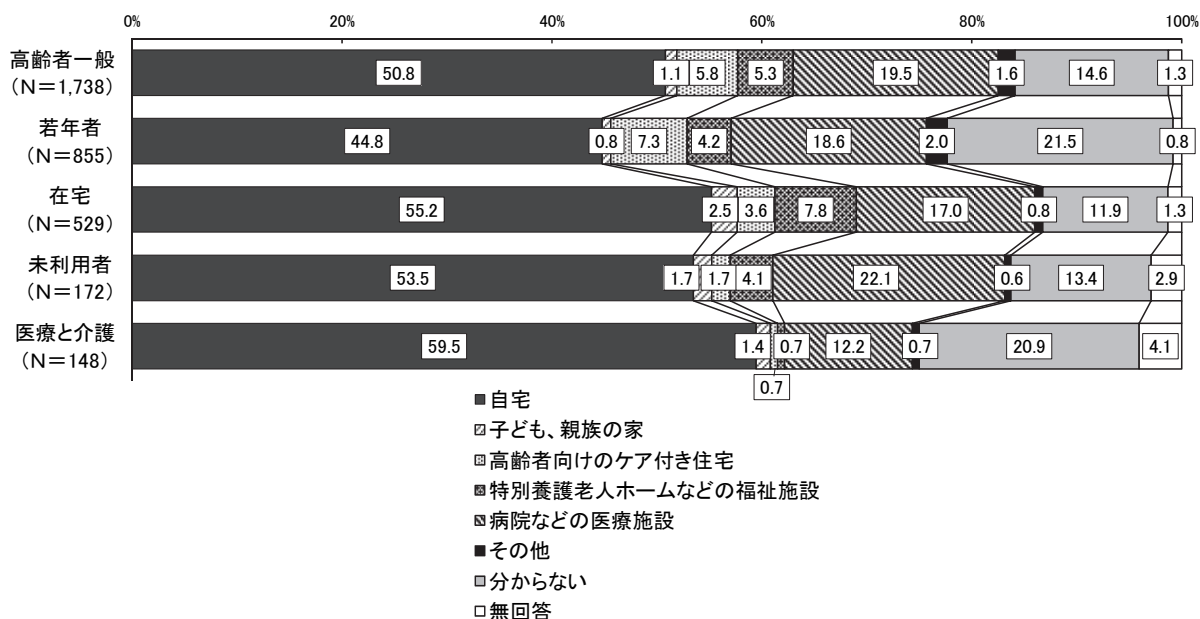 0% 20% 40% 60% 80% 100%
高齢者一般
(N=1,738)
50.8 1.1 5.8 5.3 19.5 1.6 14.6 1.3
若年者
(N=855)
44.8 0.8 7.3 4.2 18.6 2.0 21.5 0.8
在宅
(N=529)
55.2 2.5 3.6 7.8 17.0 0.8 11.9 1.3
未利用者
(N=172)
53.5 1.7 1.7 4.1 22.1 0.6 13.4 2.9
医療と介護
(N=148)
59.5 1.4 0.7 12.2 0.7 20.9 4.1
0.7
自宅
子ども、親族の家
高齢者向けのケア付き住宅
特別養護老人ホームなどの福祉施設
病院などの医療施設
その他
分からない
無回答